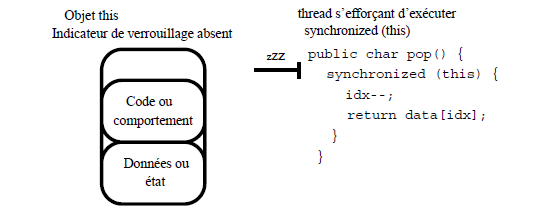 Objet this
Indicateur de verrouillage absent
Code ou
comportement
Données ou
état
thread s’efforçant d’exécuter
synchronized (this)
zZZ
public char pop() {
synchronized (this) {
idx--;
return data[idx];
}
}